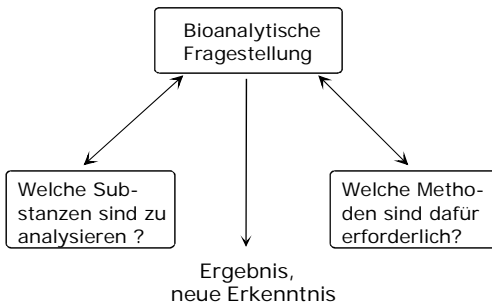 Bioanalytische
Fragestellung
Welche Sub-
stanzen sind zu
analysieren ?
Welche Metho-
den sind dafür
erforderlich?
Ergebnis,
neue Erkenntnis